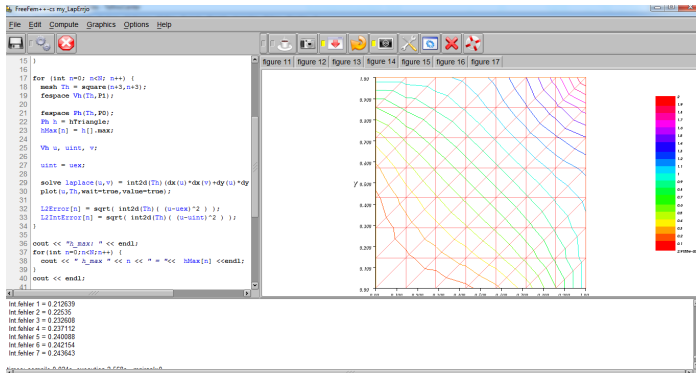 FreeFem++-cs my_LapErrjo
File Edit Compute Graphics Options Help
15 }
16
17 for (int n=0; n<N; n++) {
18 mesh Th = square(n+3,n+3);
19 fespace Vh(Th,P1);
20
21 fespace Ph(Th,P0);
22 Ph h = hTriangle;
23 hMax[n] = h[].max;
24
25 Vh u, uint, v;
26
27 uint = uex;
28
29 solve laplace(u,v) = int2d(Th)(dx(u)*dx(v)+dy(u)*dy
30 plot(u,Th,wait=true,value=true);
31
32 L2Error[n] = sqrt( int2d(Th)( (u-uex)^2 ) );
33 L2IntError[n] = sqrt( int2d(Th)( (u-uint)^2 ) );
34 }
35
36 cout << "h_max: " << endl;
37 for(int n=0;n<N;n++) {
38 cout << " h_max " << n << " = "<< hMax[n] <<endl;
39 }
40 cout << endl;
41
figure 11 figure 12 figure 13 figure 14 figure 15 figure 16 figure 17
Y
Int.fehler 1 = 0.212639
Int.fehler 2 = 0.22535
Int.fehler 3 = 0.232608
Int.fehler 4 = 0.237112
Int.fehler 5 = 0.240088
Int.fehler 6 = 0.242154
Int.fehler 7 = 0.243643